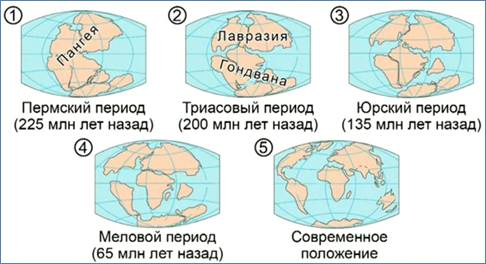 1
Пангея
Пермский период
(225 млн лет назад)
2
Лавразия
Гондвана
Триасовый период
(200 млн лет назад)
3
Юрский период
(135 млн лет назад)
4
Меловой период
(65 млн лет назад)
5
Современное
положение